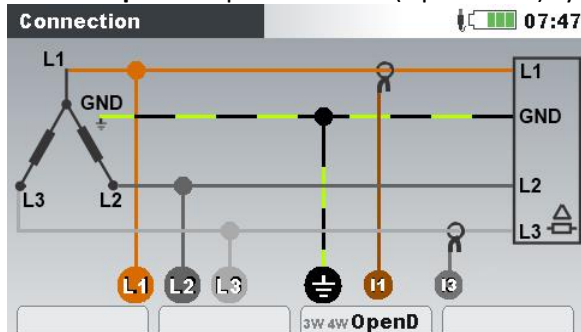 Connection 07:47
L1 L1
GND GND
L3 L2 L2
L3
L1 L2 L3 I1 I3
3W 4W OpenD